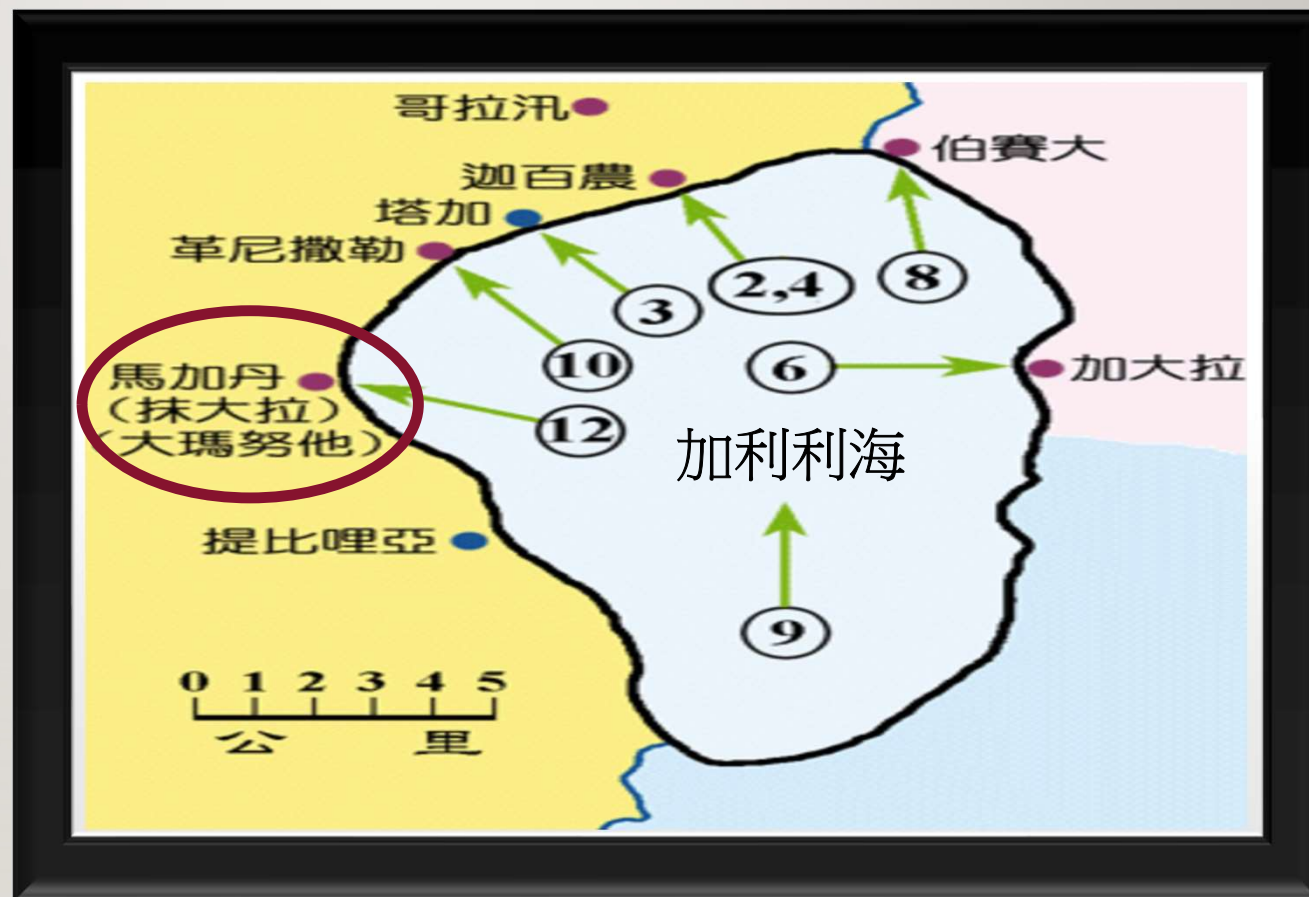 哥拉汛
伯賽大
迦百農
塔加
革尼撒勒
2,4
8
3
10
6
馬加丹
加大拉
（抹大拉）
12
（大瑪努他）
加利利海
提比哩亞
9
0 1 2 3 4 5
公 里